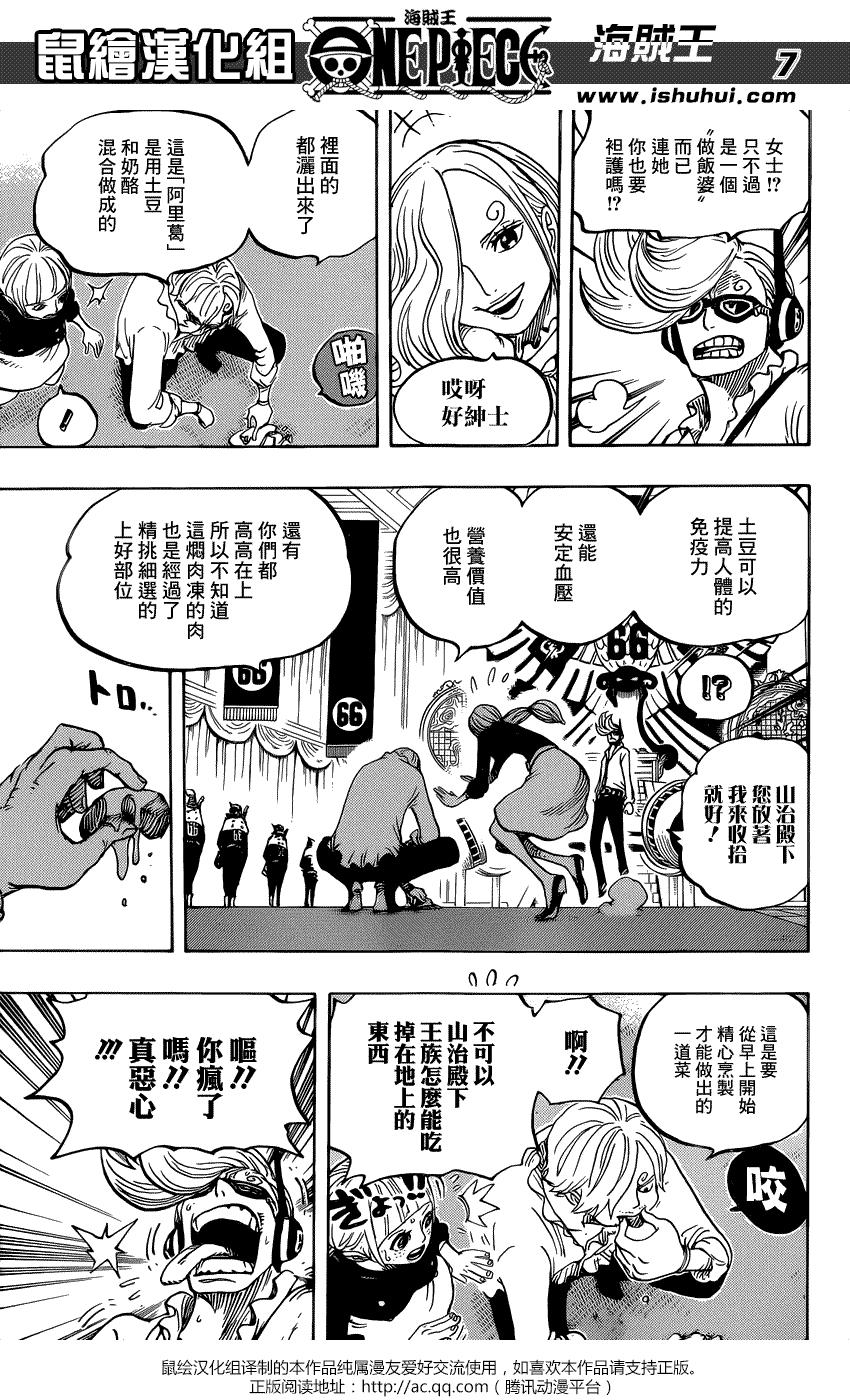 鼠繪漢化組
海賊王
ONE PIECE
海賊王
7
www.ishuhui.com
女士!?
只不過
是一個
〝做飯婆〞
而已
連她
你也要
袒護嗎!?
哎呀
好紳士
裡面的
都灑出來了
這是「阿里葛」
是用土豆
和奶酪
混合做成的
土豆可以
提高人體的
免疫力
還能
安定血壓
營養價值
也很高
!?
山治殿下
您放著
我來收拾
就好!
66
66
66
還有
你們都
高高在上
所以不知道
這燜肉凍的肉
也是經過了
精挑細選的
上好部位
トロ..
這是要
從早上開始
精心烹製
才能做出的
一道菜
咬
啊!!
不可以
山治殿下
王族怎麼能吃
掉在地上的
東西
ぎょっ!!
嘔!!
你瘋了
嗎!!
真惡心
!!!
鼠绘汉化组译制的本作品纯属漫友爱好交流使用，如喜欢本作品请支持正版。
正版阅读地址：http://ac.qq.com（腾讯动漫平台）